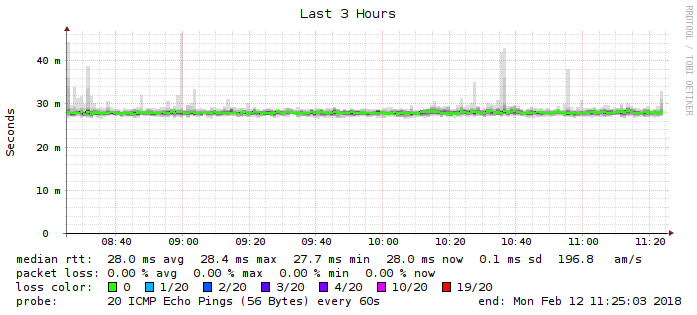 Last 3 Hours
RRDTOOL / TOBI OETIKER
Seconds
40 m
30 m
20 m
10 m
0
08:40 09:00 09:20 09:40 10:00 10:20 10:40 11:00 11:20
median rtt: 28.0 ms avg 28.4 ms max 27.7 ms min 28.0 ms now 0.1 ms sd 196.8 am/s
packet loss: 0.00 % avg 0.00 % max 0.00 % min 0.00 % now
loss color: 0 1/20 2/20 3/20 4/20 10/20 19/20
probe: 20 ICMP Echo Pings (56 Bytes) every 60s end: Mon Feb 12 11:25:03 2018